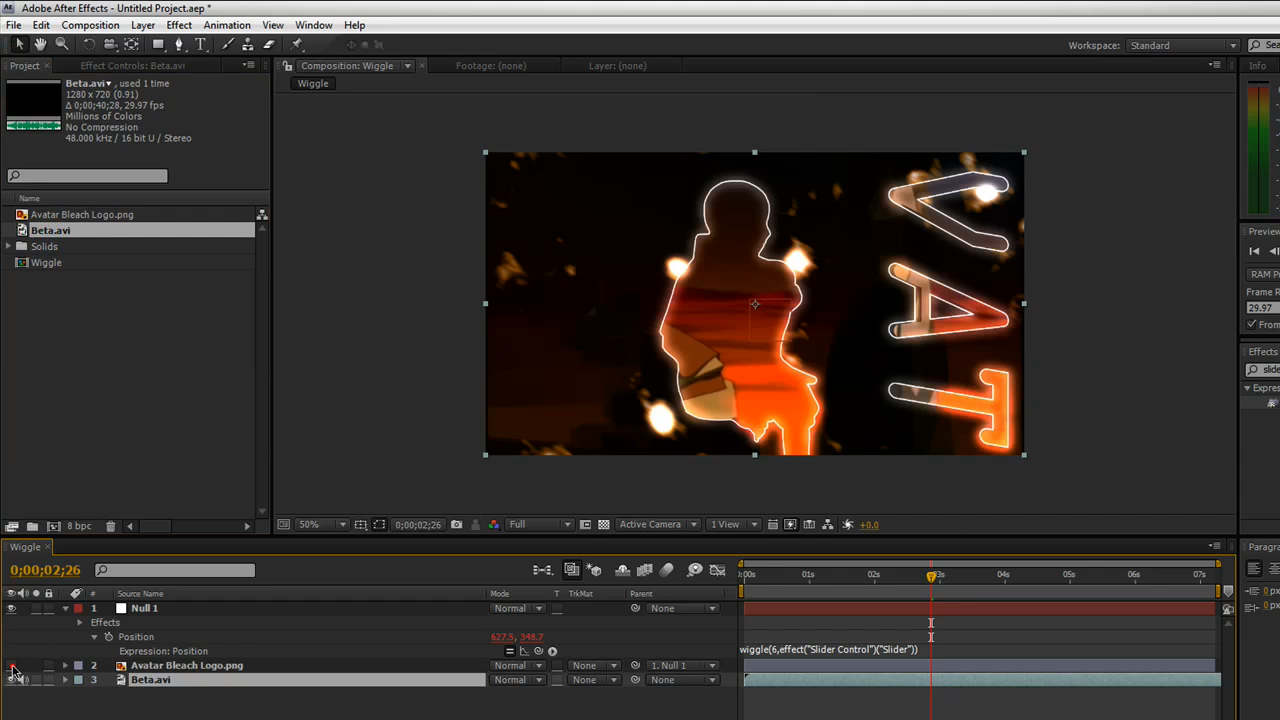 Adobe After Effects - Untitled Project.aep *
File Edit Composition Layer Effect Animation View Window Help
Workspace: Standard
Project Effect Controls: Beta.avi Composition: Wiggle Footage: (none) Layer: (none) Info
Wiggle
Beta.avi , used 1 time
1280 x 720 (0.91)
Δ 0;00;40;28, 29.97 fps
Millions of Colors
No Compression
48.000 kHz / 16 bit U / Stereo
Name
Avatar Bleach Logo.png
Beta.avi
Solids
Wiggle
VAT
Preview
RAM Pr
Frame R
29.97
From
Effects
slide
Expres
8 bpc
50% 0;00;02;26 Full Active Camera 1 View +0.0
Wiggle
Paragra
0;00;02;26
:00s 01s 02s 03s 04s 05s 06s 07s
# Source Name Mode T TrkMat Parent
1 Null 1 Normal None
Effects
Position 627.5, 348.7
Expression: Position wiggle(6,effect("Slider Control")("Slider"))
2 Avatar Bleach Logo.png Normal None 1. Null 1
3 Beta.avi Normal None None
0 px
0 px